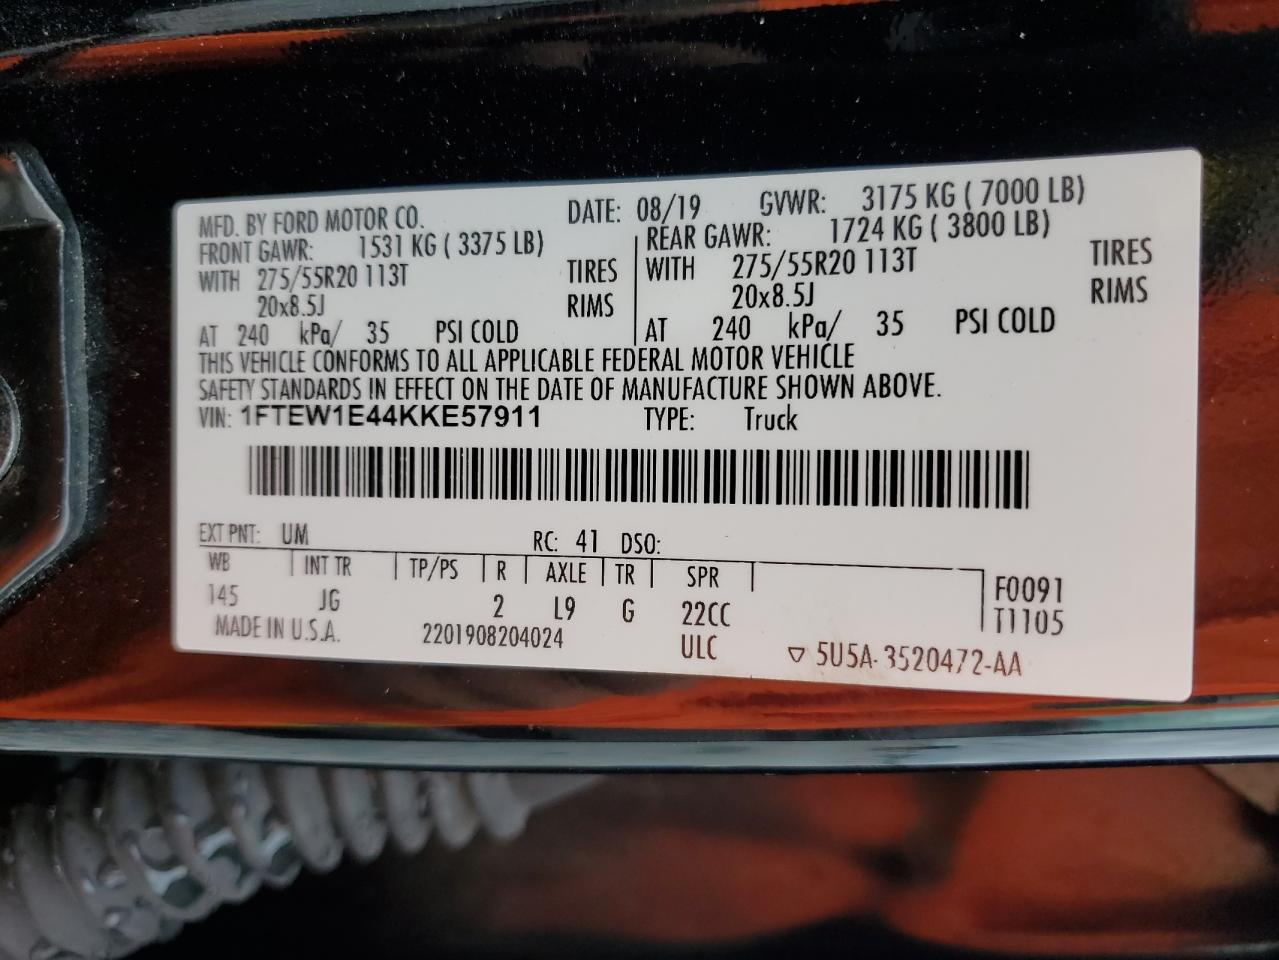 MFD. BY FORD MOTOR CO. DATE: 08/19 GVWR: 3175 KG ( 7000 LB)
FRONT GAWR: 1531 KG ( 3375 LB) REAR GAWR: 1724 KG ( 3800 LB)
WITH 275/55R20 113T TIRES WITH 275/55R20 113T TIRES
20x8.5J RIMS 20x8.5J RIMS
AT 240 kPa/ 35 PSI COLD AT 240 kPa/ 35 PSI COLD
THIS VEHICLE CONFORMS TO ALL APPLICABLE FEDERAL MOTOR VEHICLE
SAFETY STANDARDS IN EFFECT ON THE DATE OF MANUFACTURE SHOWN ABOVE.
VIN: 1FTEW1E44KKE57911 TYPE: Truck
EXT PNT: UM RC: 41 DSO:
WB INT TR TP/PS R AXLE TR SPR F0091
145 JG 2 L9 G 22CC T1105
MADE IN U.S.A. 2201908204024 ULC ▽ 5U5A-3520472-AA